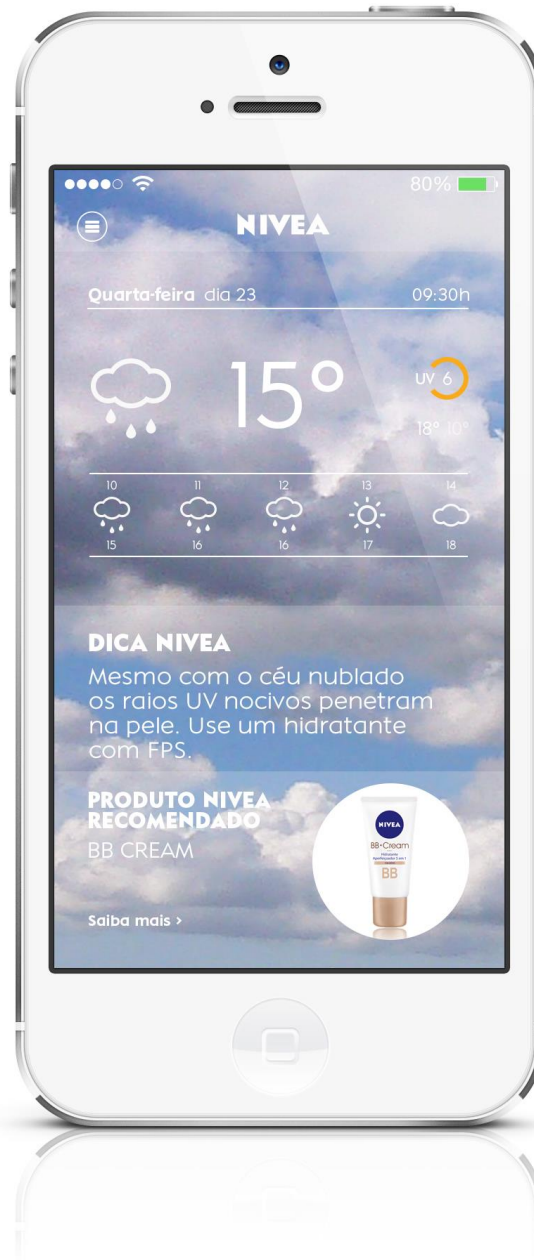 80%
NIVEA
Quarta-feira dia 23 09:30h
15° UV 6
18° 10°
10 11 12 13 14
15 16 16 17 18
DICA NIVEA
Mesmo com o céu nublado
os raios UV nocivos penetram
na pele. Use um hidratante
com FPS.
PRODUTO NIVEA
RECOMENDADO
BB CREAM
Saiba mais >
NIVEA
BB•Cream
BB